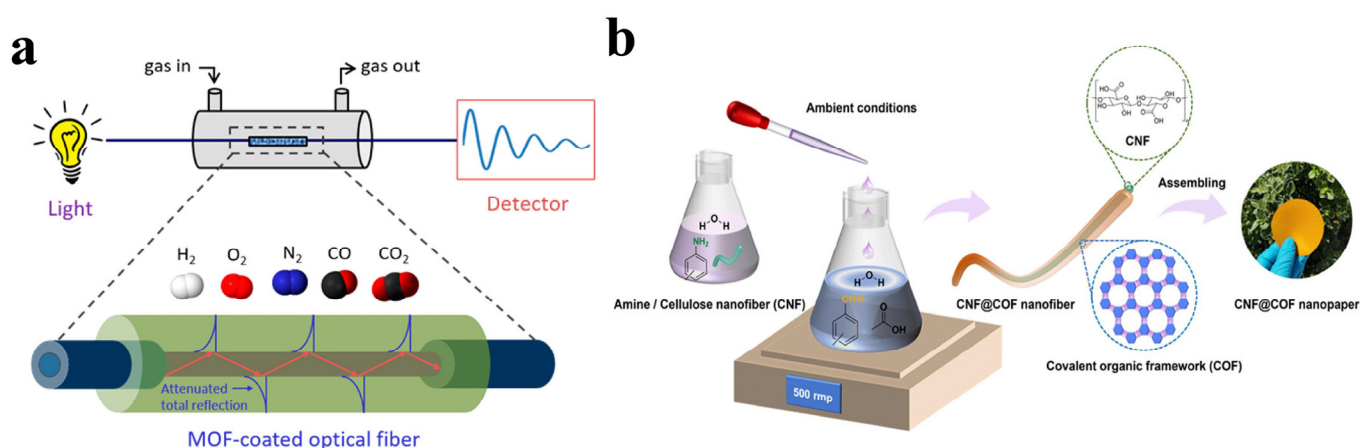 a
gas in
gas out
Light
Detector
H2
O2
N2
CO
CO2
Attenuated
total reflection
MOF-coated optical fiber
b
Ambient conditions
H O H
NH2
Amine / Cellulose nanofiber (CNF)
H O H
CHO
O
OH
500 rmp
CNF
CNF@COF nanofiber
Covalent organic framework (COF)
Assembling
CNF@COF nanopaper